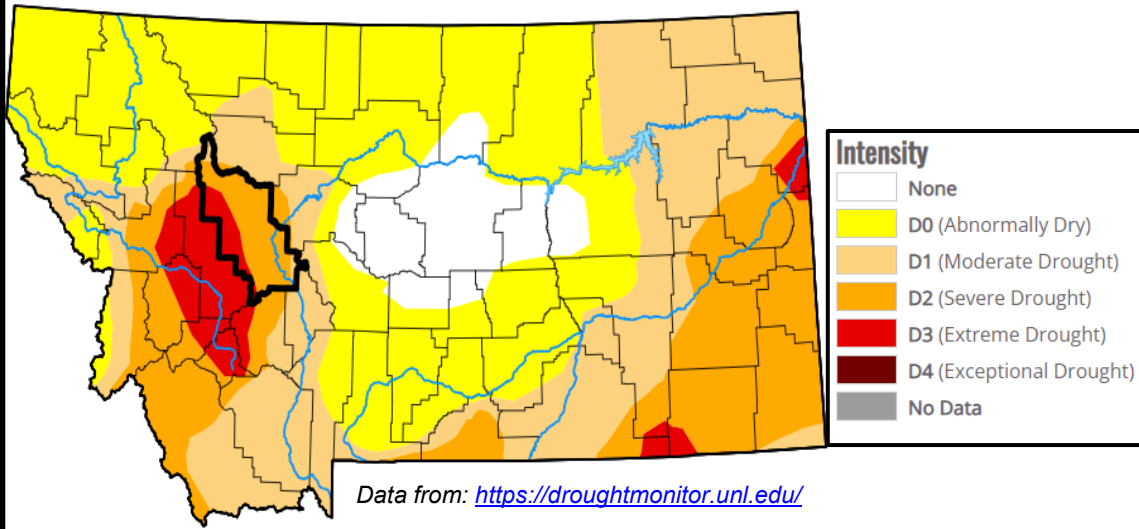 Intensity
None
D0 (Abnormally Dry)
D1 (Moderate Drought)
D2 (Severe Drought)
D3 (Extreme Drought)
D4 (Exceptional Drought)
No Data
Data from: https://droughtmonitor.unl.edu/